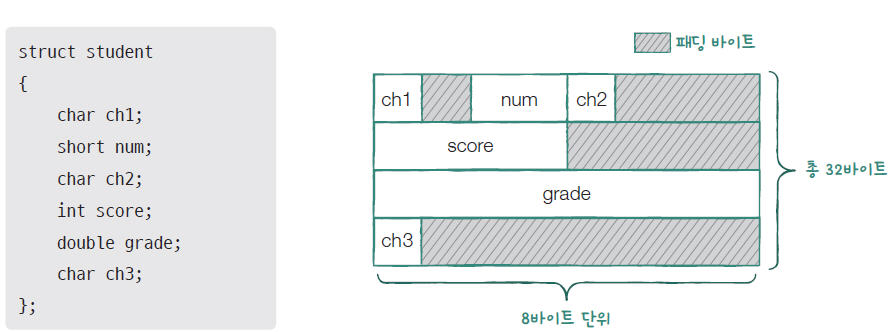 struct student
{
char ch1;
short num;
char ch2;
int score;
double grade;
char ch3;
};
패딩 바이트
ch1 num ch2
score
grade
ch3
총 32바이트
8바이트 단위